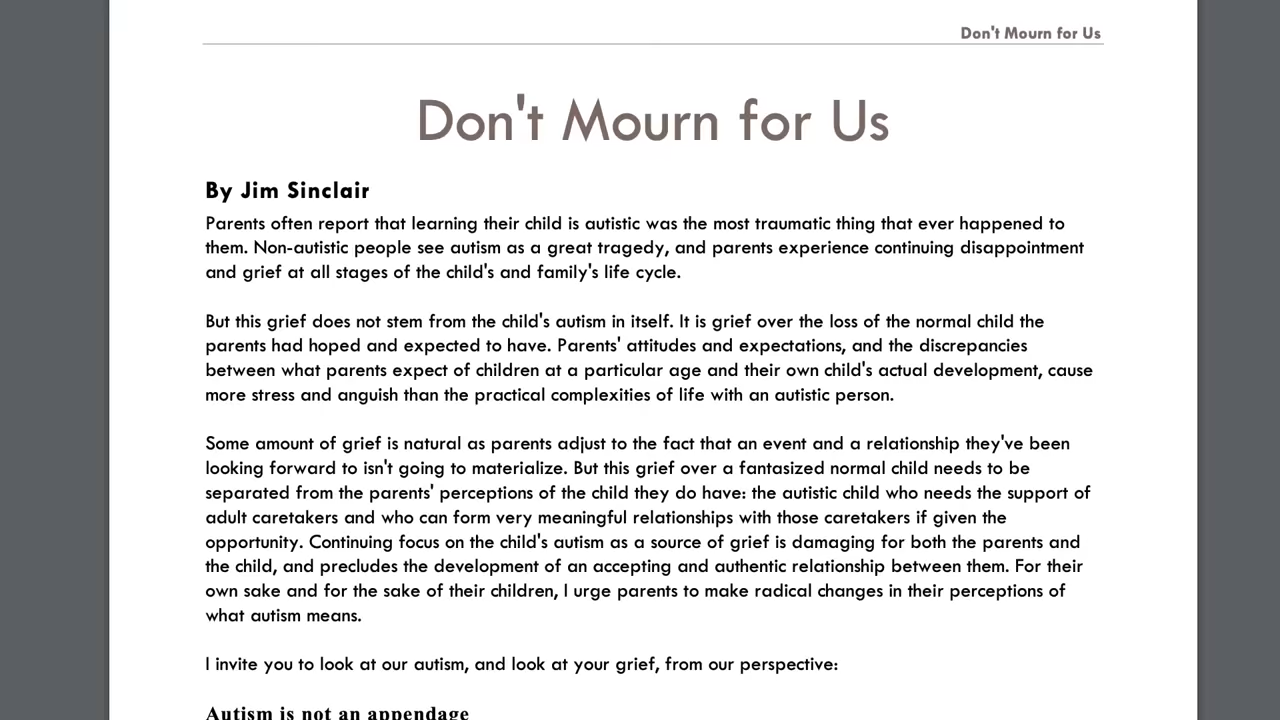 Don't Mourn for Us
Don't Mourn for Us
By Jim Sinclair
Parents often report that learning their child is autistic was the most traumatic thing that ever happened to
them. Non-autistic people see autism as a great tragedy, and parents experience continuing disappointment
and grief at all stages of the child's and family's life cycle.
But this grief does not stem from the child's autism in itself. It is grief over the loss of the normal child the
parents had hoped and expected to have. Parents' attitudes and expectations, and the discrepancies
between what parents expect of children at a particular age and their own child's actual development, cause
more stress and anguish than the practical complexities of life with an autistic person.
Some amount of grief is natural as parents adjust to the fact that an event and a relationship they've been
looking forward to isn't going to materialize. But this grief over a fantasized normal child needs to be
separated from the parents' perceptions of the child they do have: the autistic child who needs the support of
adult caretakers and who can form very meaningful relationships with those caretakers if given the
opportunity. Continuing focus on the child's autism as a source of grief is damaging for both the parents and
the child, and precludes the development of an accepting and authentic relationship between them. For their
own sake and for the sake of their children, I urge parents to make radical changes in their perceptions of
what autism means.
I invite you to look at our autism, and look at your grief, from our perspective:
Autism is not an appendage